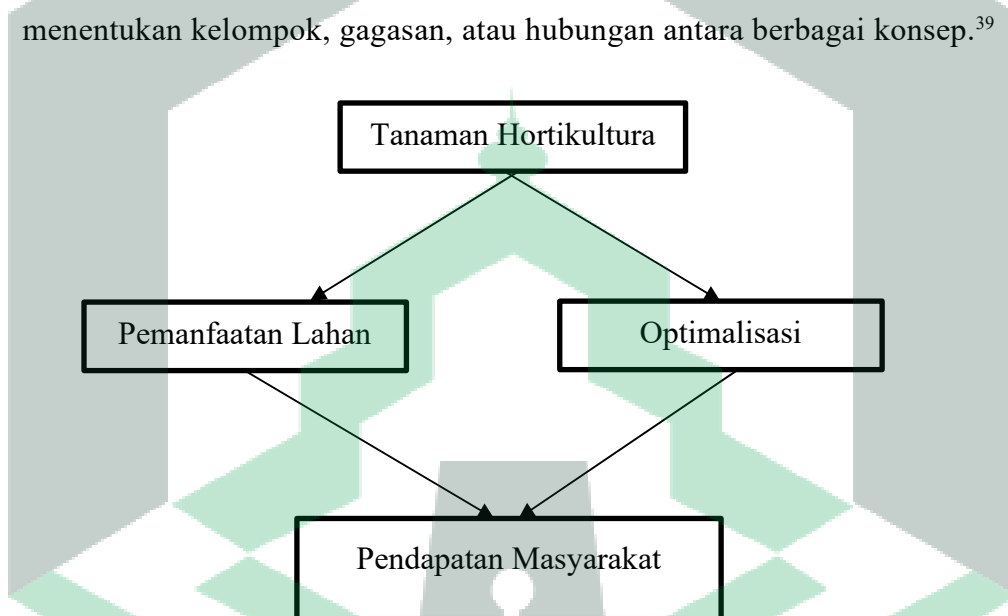 menentukan kelompok, gagasan, atau hubungan antara berbagai konsep.³⁹
Tanaman Hortikultura
Pemanfaatan Lahan
Optimalisasi
Pendapatan Masyarakat